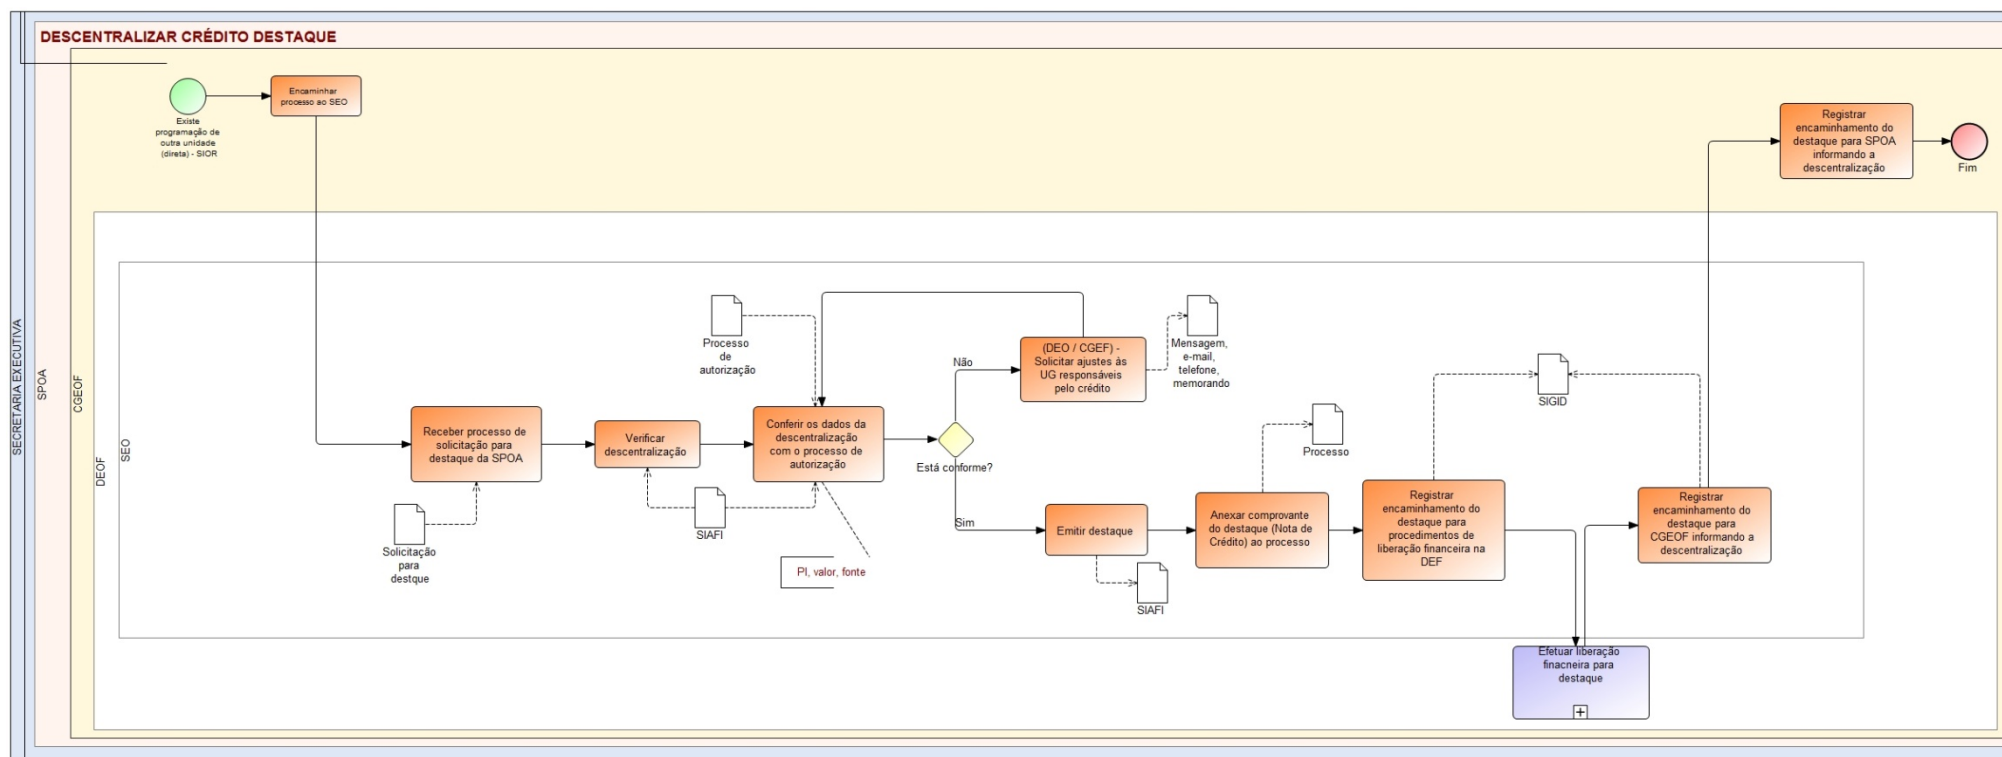 DESCENTRALIZAR CRÉDITO DESTAQUE
SECRETARIA EXECUTIVA
SPOA
CGEOF
DEOF
SEO
Existe
programação de
outra unidade
(direta) - SIOR
Encaminhar
processo ao SEO
Receber processo de
solicitação para
destaque da SPOA
Solicitação
para
destque
Verificar
descentralização
SIAFI
Processo
de
autorização
Conferir os dados da
descentralização
com o processo de
autorização
PI, valor, fonte
Está conforme?
Não
(DEO / CGEF) -
Solicitar ajustes às
UG responsáveis
pelo crédito
Mensagem,
e-mail,
telefone,
memorando
Sim
Emitir destaque
SIAFI
Anexar comprovante
do destaque (Nota de
Crédito) ao processo
Processo
Registrar
encaminhamento do
destaque para
procedimentos de
liberação financeira na
DEF
SIGID
Efetuar liberação
finacneira para
destaque
Registrar
encaminhamento do
destaque para
CGEOF informando a
descentralização
Registrar
encaminhamento do
destaque para SPOA
informando a
descentralização
Fim